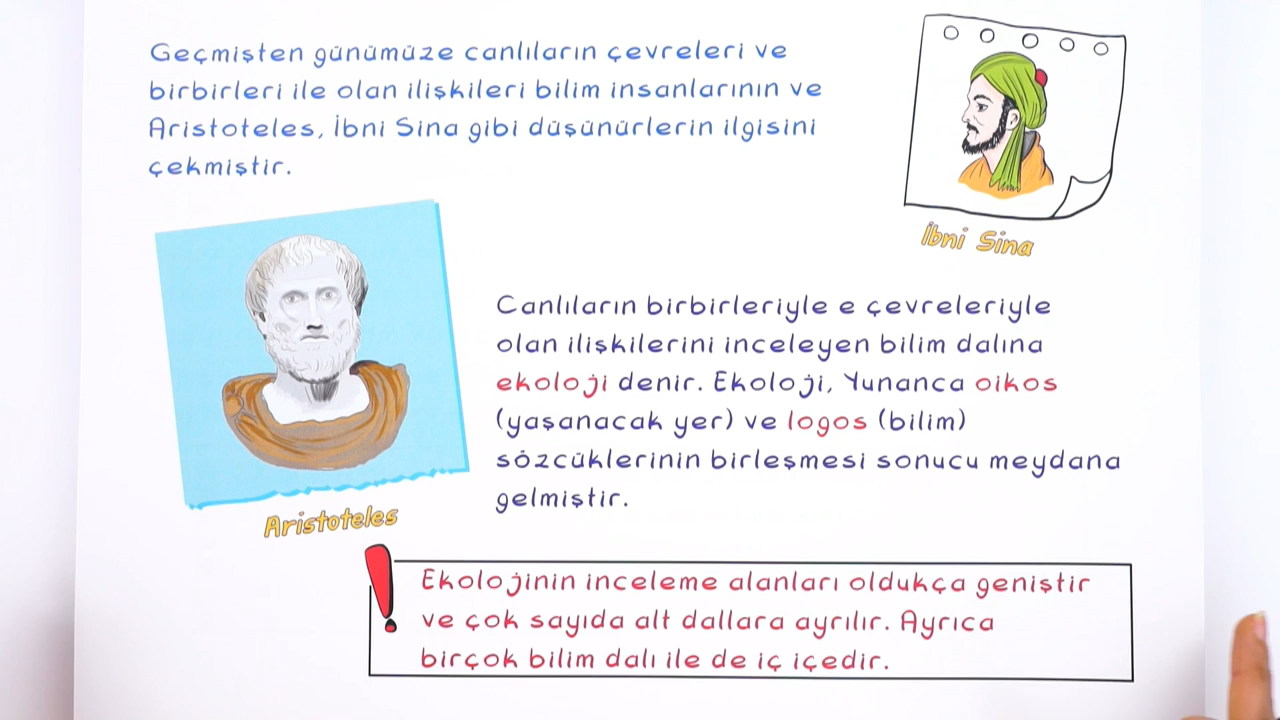 Geçmişten günümüze canlıların çevreleri ve
birbirleri ile olan ilişkileri bilim insanlarının ve
Aristoteles, İbni Sina gibi düşünürlerin ilgisini
çekmiştir.
İbni Sina
Aristoteles
Canlıların birbirleriyle e çevreleriyle
olan ilişkilerini inceleyen bilim dalına
ekoloji denir. Ekoloji, Yunanca oikos
(yaşanacak yer) ve logos (bilim)
sözcüklerinin birleşmesi sonucu meydana
gelmiştir.
! Ekolojinin inceleme alanları oldukça geniştir
ve çok sayıda alt dallara ayrılır. Ayrıca
birçok bilim dalı ile de iç içedir.